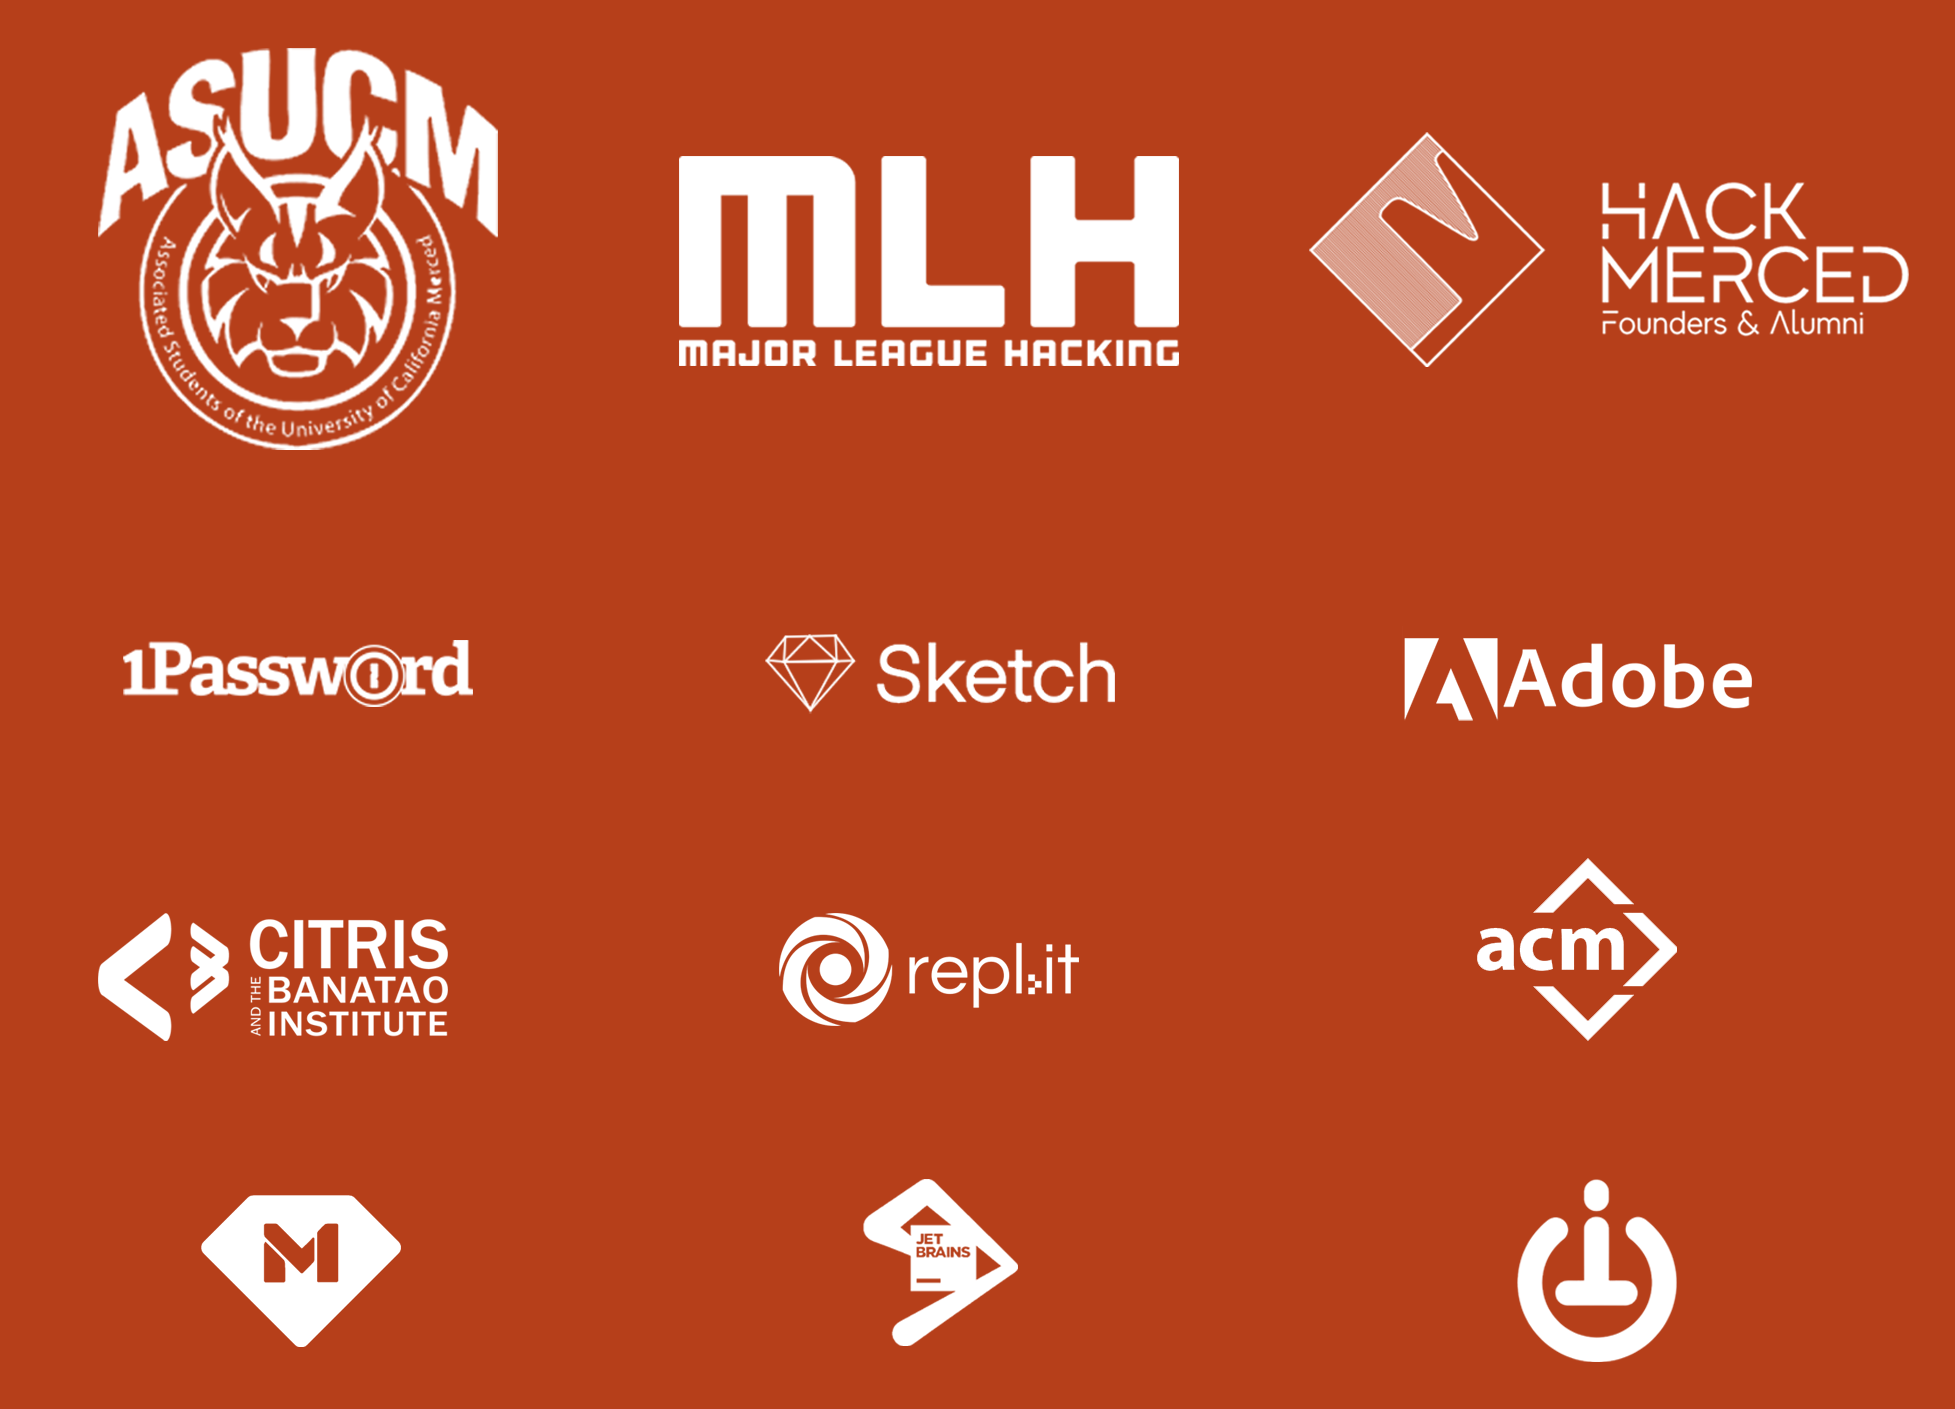 ASUCM
Associated Students of the University of California Merced
MLH
MAJOR LEAGUE HACKING
HACK
MERCED
Founders & Alumni
1Password
Sketch
Adobe
CITRIS
AND THE
BANATAO
INSTITUTE
repl.it
acm
M
JET
BRAINS